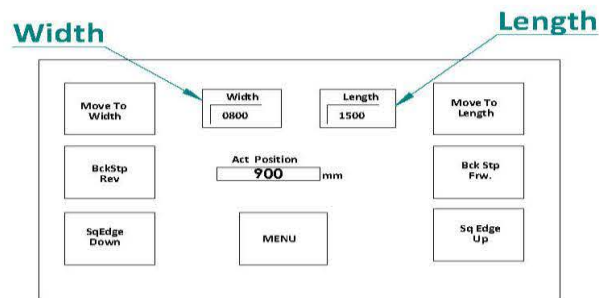 Width
Length
Move To
Width
Width
0800
Length
1500
Move To
Length
BckStp
Rev
Act Position
900 mm
Bck Stp
Frw.
SqEdge
Down
MENU
Sq Edge
Up